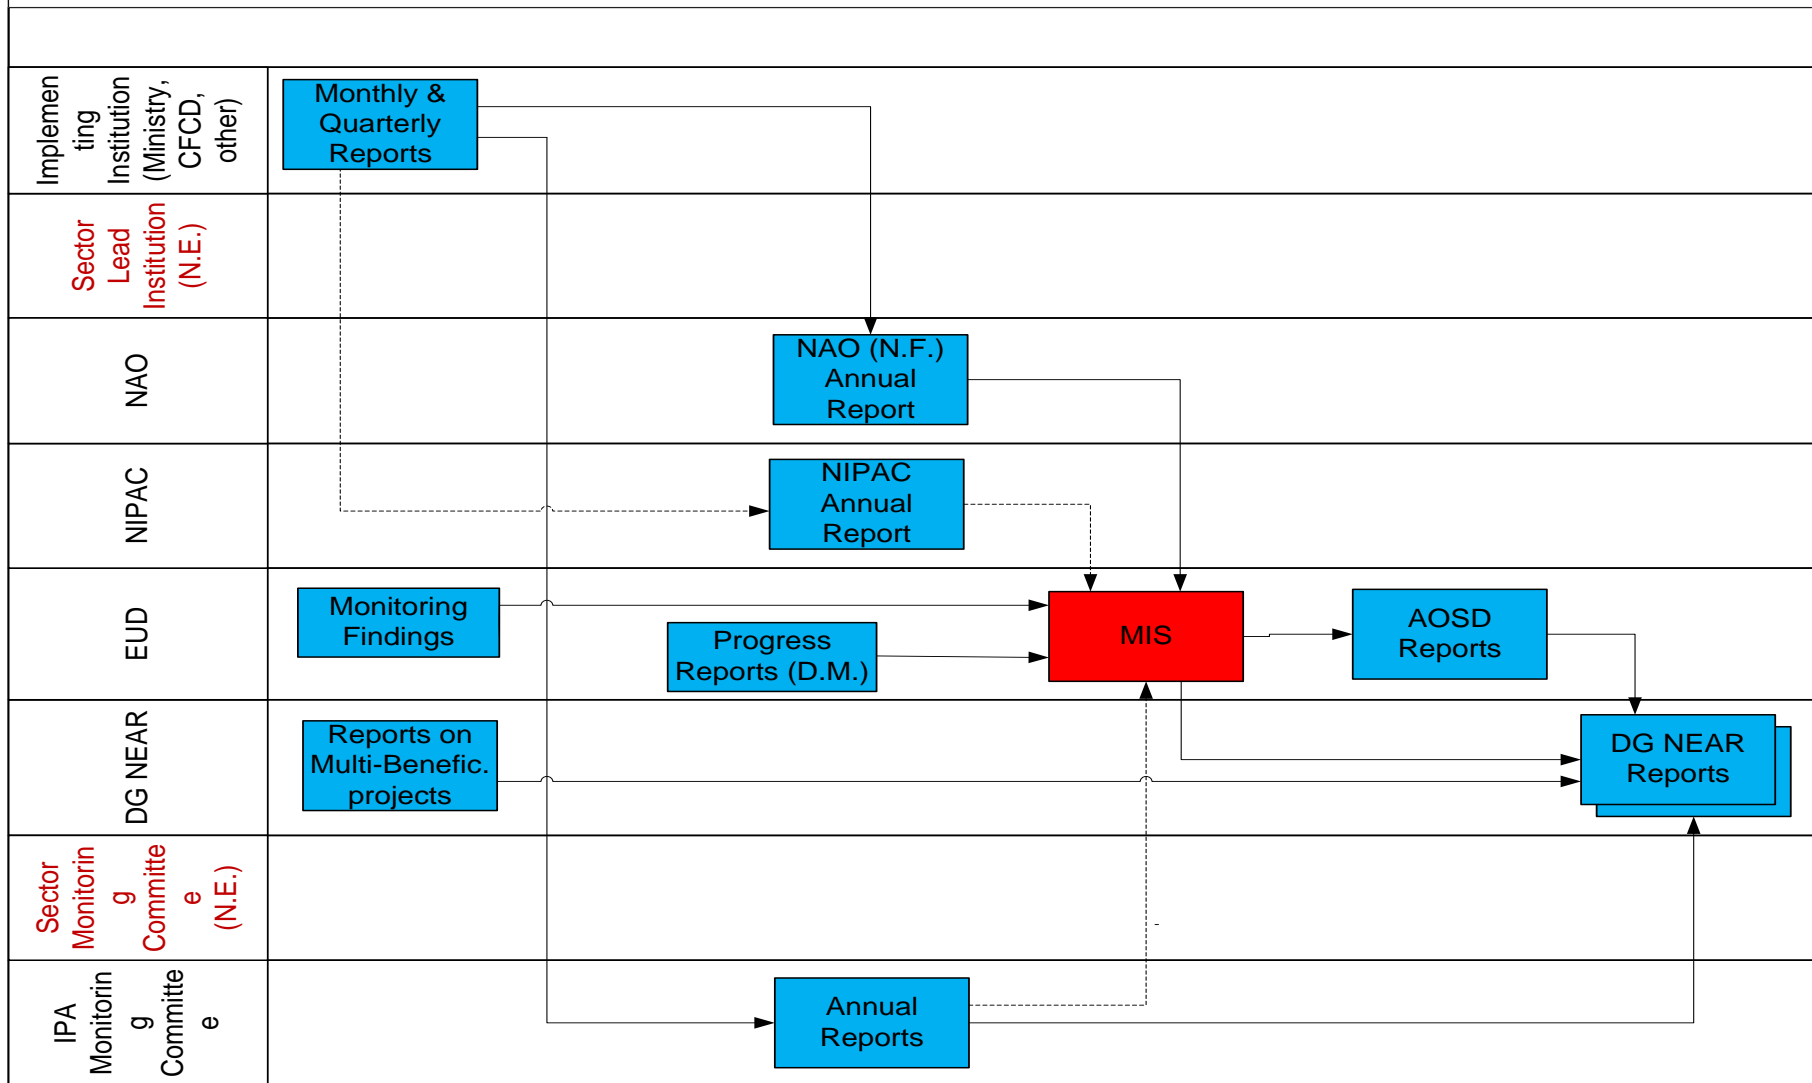 Implemen
ting
Institution
(Ministry,
CFCD,
other)
Monthly &
Quarterly
Reports
Sector
Lead
Institution
(N.E.)
NAO
NAO (N.F.)
Annual
Report
NIPAC
NIPAC
Annual
Report
EUD
Monitoring
Findings
Progress
Reports (D.M.)
MIS
AOSD
Reports
DG NEAR
Reports on
Multi-Benefic.
projects
DG NEAR
Reports
Sector
Monitorin
g
Committe
e
(N.E.)
-
IPA
Monitorin
g
Committe
e
Annual
Reports